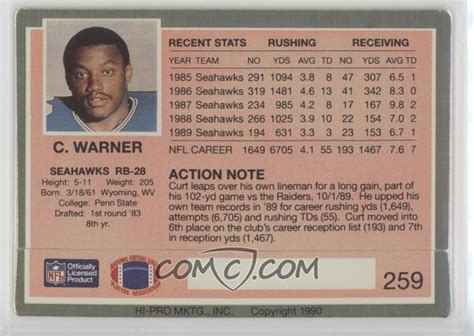 RECENT STATS RUSHING RECEIVING
YEAR TEAM NO YDS AVG TD NO YDS AVG TD
1985 Seahawks 291 1094 3.8 8 47 307 6.5 1
1986 Seahawks 319 1481 4.6 13 41 342 8.3 0
1987 Seahawks 234 985 4.2 8 17 167 9.8 2
1988 Seahawks 266 1025 3.9 10 22 154 7.0 2
1989 Seahawks 194 631 3.3 3 23 153 6.7 1
NFL CAREER 1649 6705 4.1 55 193 1467 7.6 7
C. WARNER
SEAHAWKS RB-28
Height: 5-11 Weight: 205
Born: 3/18/61 Wyoming, WV
College: Penn State
Drafted: 1st round '83
8th yr.
ACTION NOTE
Curt leaps over his own lineman for a long gain, part of
his 102-yd game vs the Raiders, 10/1/89. He upped his
own team records in '89 for career rushing yds (1,649),
attempts (6,705) and rushing TDs (55). Curt moved into
6th place on the club's career reception list (193) and 7th
in reception yds (1,467).
NFL
Officially
Licensed
Product
COMC.com
259
HI-PRO MKTG., INC. Copyright 1990